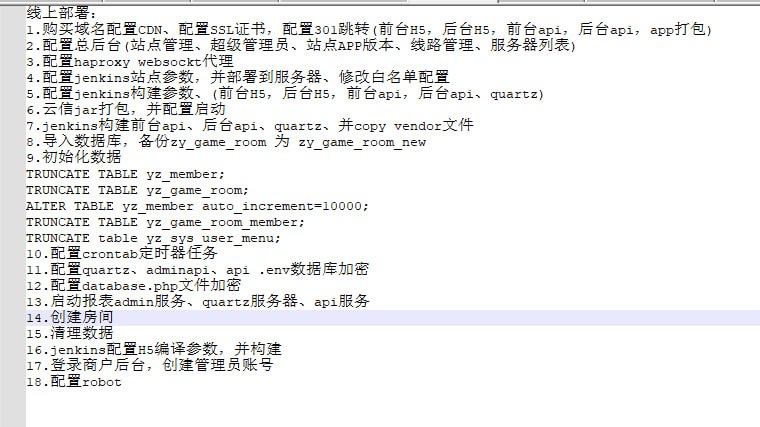 线上部署：
1.购买域名配置CDN、配置SSL证书，配置301跳转(前台H5，后台H5，前台api，后台api，app打包)
2.配置总后台(站点管理、超级管理员、站点APP版本、线路管理、服务器列表)
3.配置haproxy websockt代理
4.配置jenkins站点参数，并部署到服务器、修改白名单配置
5.配置jenkins构建参数、(前台H5，后台H5，前台api，后台api、quartz)
6.云信jar打包，并配置启动
7.jenkins构建前台api、后台api、quartz、并copy vendor文件
8.导入数据库，备份zy_game_room 为 zy_game_room_new
9.初始化数据
TRUNCATE TABLE yz_member;
TRUNCATE TABLE yz_game_room;
ALTER TABLE yz_member auto_increment=10000;
TRUNCATE TABLE yz_game_room_member;
TRUNCATE table yz_sys_user_menu;
10.配置crontab定时器任务
11.配置quartz、adminapi、api .env数据库加密
12.配置database.php文件加密
13.启动报表admin服务、quartz服务器、api服务
14.创建房间
15.清理数据
16.jenkins配置H5编译参数，并构建
17.登录商户后台，创建管理员账号
18.配置robot